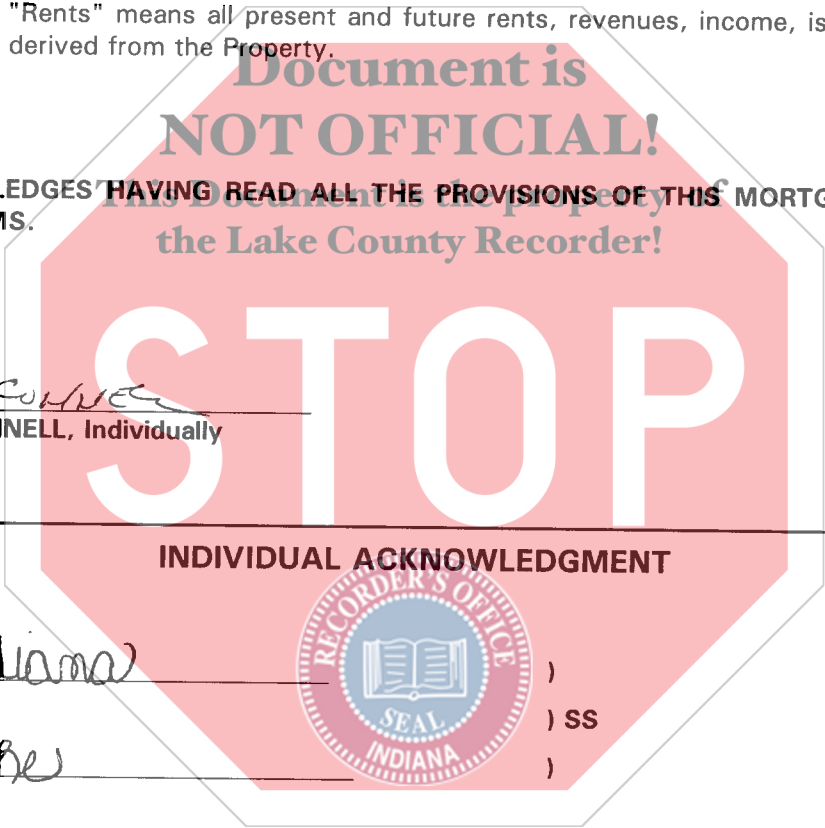 "Rents" means all present and future rents, revenues, income, is
derived from the Property.
Document is
NOT OFFICIAL!
LEDGES HAVING READ ALL THE PROVISIONS OF THIS MORTG
This Document is the property of
MS.
the Lake County Recorder!
STOP
NNELL, Individually
INDIVIDUAL ACKNOWLEDGMENT
RECORDER'S OFFICE
SEAL
INDIANA
liana )
) SS
)